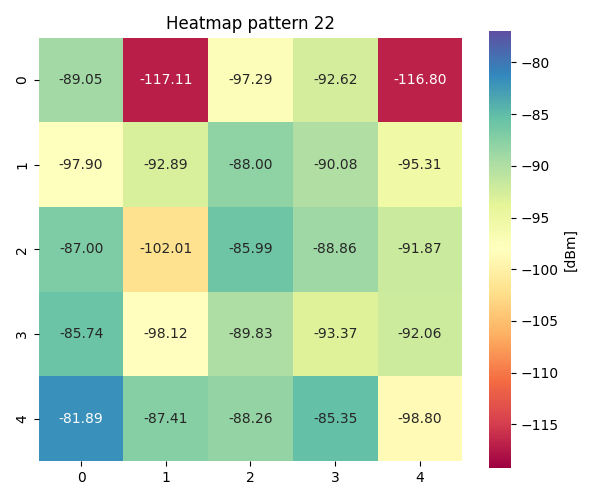 Heatmap pattern 22
0 -89.05 -117.11 -97.29 -92.62 -116.80
1 -97.90 -92.89 -88.00 -90.08 -95.31
2 -87.00 -102.01 -85.99 -88.86 -91.87
3 -85.74 -98.12 -89.83 -93.37 -92.06
4 -81.89 -87.41 -88.26 -85.35 -98.80
0 1 2 3 4
−80
−85
−90
−95
−100
−105
−110
−115
[dBm]